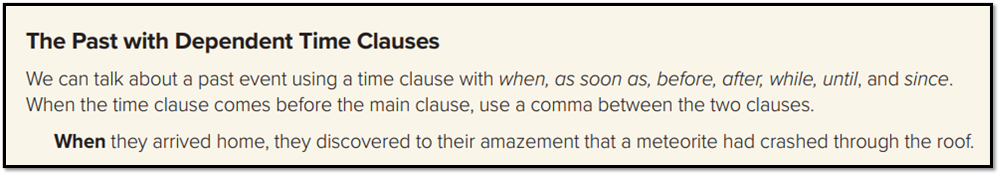 The Past with Dependent Time Clauses
We can talk about a past event using a time clause with when, as soon as, before, after, while, until, and since.
When the time clause comes before the main clause, use a comma between the two clauses.
When they arrived home, they discovered to their amazement that a meteorite had crashed through the roof.